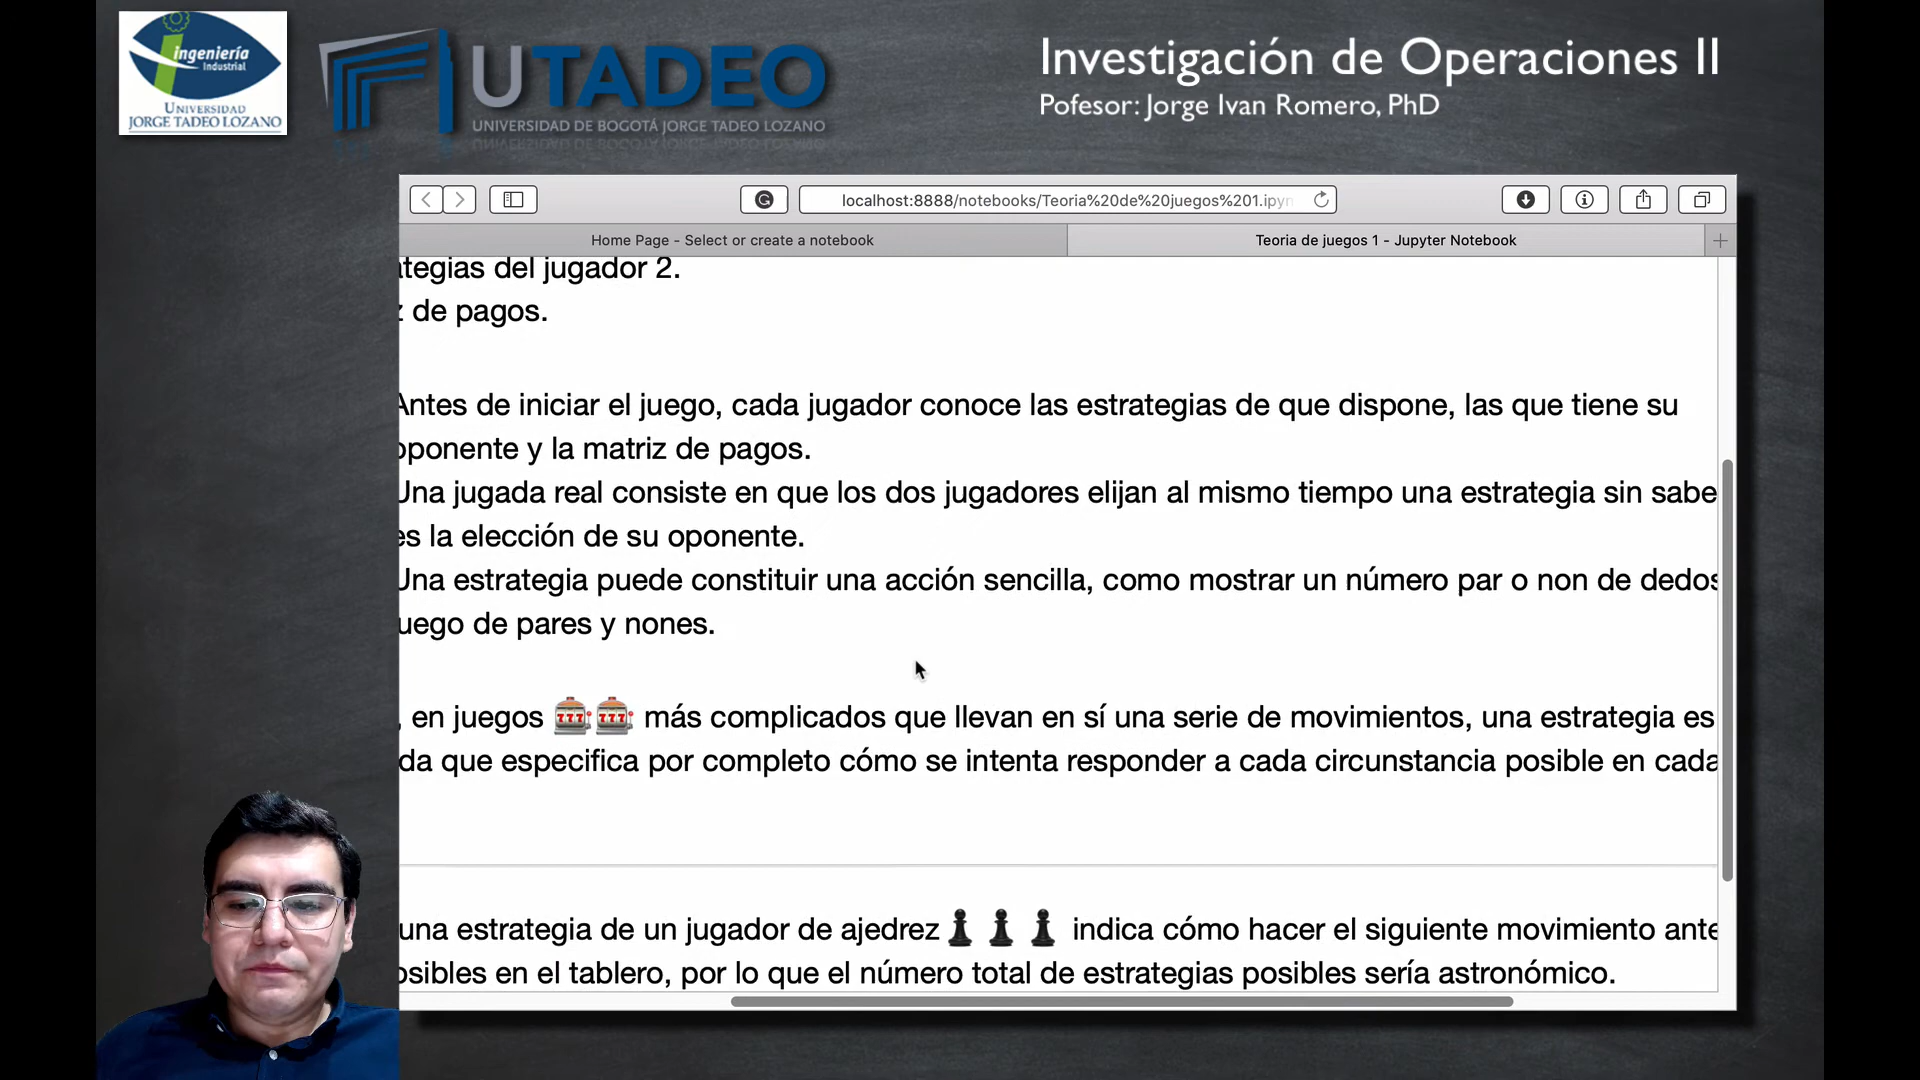 ingeniería
Industrial
UNIVERSIDAD
JORGE TADEO LOZANO
UTADEO
UNIVERSIDAD DE BOGOTÁ JORGE TADEO LOZANO
Investigación de Operaciones II
Pofesor: Jorge Ivan Romero, PhD
localhost:8888/notebooks/Teoria%20de%20juegos%201.ipyn
Home Page - Select or create a notebook
Teoria de juegos 1 - Jupyter Notebook
ategias del jugador 2.
z de pagos.
Antes de iniciar el juego, cada jugador conoce las estrategias de que dispone, las que tiene su
oponente y la matriz de pagos.
Una jugada real consiste en que los dos jugadores elijan al mismo tiempo una estrategia sin sabe
es la elección de su oponente.
Una estrategia puede constituir una acción sencilla, como mostrar un número par o non de dedos
uego de pares y nones.
, en juegos 🎰🎰 más complicados que llevan en sí una serie de movimientos, una estrategia es
da que especifica por completo cómo se intenta responder a cada circunstancia posible en cada
una estrategia de un jugador de ajedrez ♟ ♟ ♟ indica cómo hacer el siguiente movimiento ante
osibles en el tablero, por lo que el número total de estrategias posibles sería astronómico.